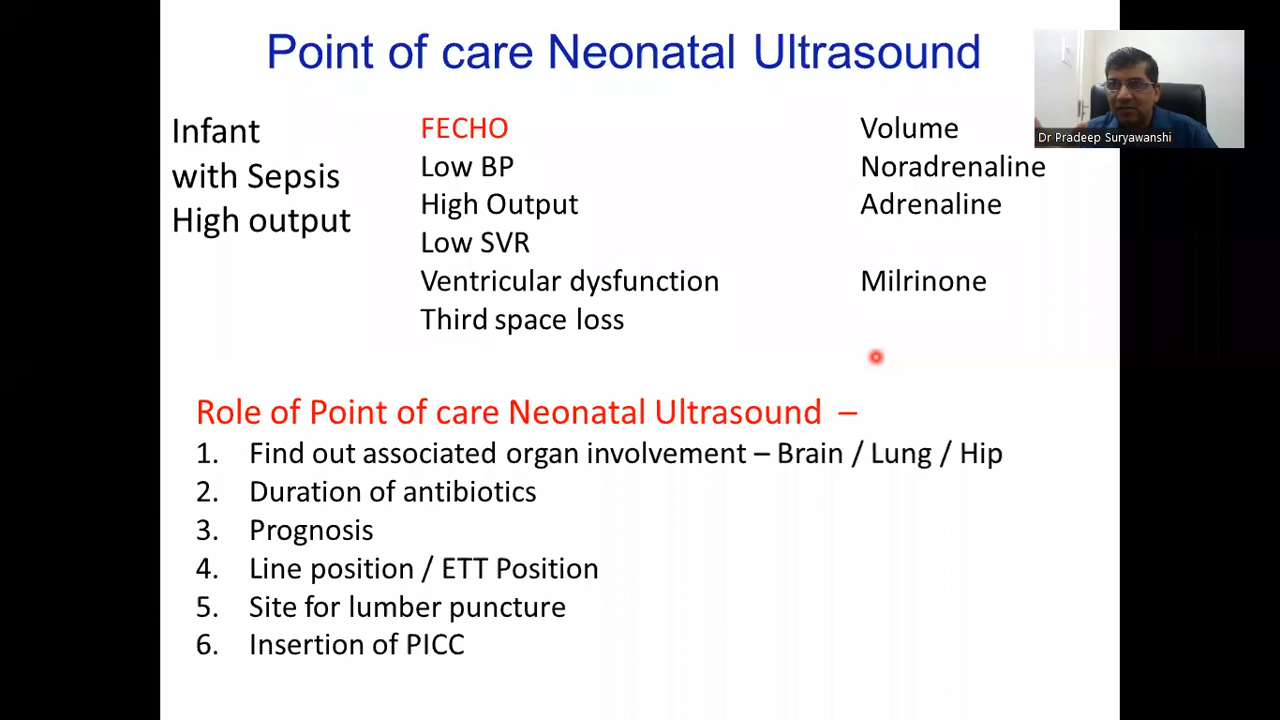 Point of care Neonatal Ultrasound
Dr Pradeep Suryawanshi
Infant
with Sepsis
High output
FECHO
Low BP
High Output
Low SVR
Ventricular dysfunction
Third space loss
Volume
Noradrenaline
Adrenaline
Milrinone
Role of Point of care Neonatal Ultrasound –
1. Find out associated organ involvement – Brain / Lung / Hip
2. Duration of antibiotics
3. Prognosis
4. Line position / ETT Position
5. Site for lumber puncture
6. Insertion of PICC